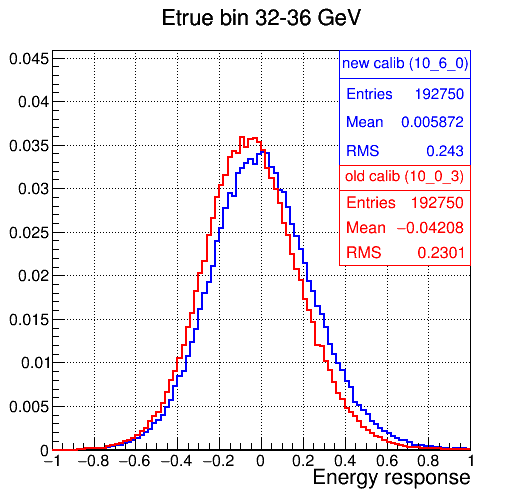 Etrue bin 32-36 GeV
new calib (10_6_0)
Entries 192750
Mean 0.005872
RMS 0.243
old calib (10_0_3)
Entries 192750
Mean −0.04208
RMS 0.2301
0.045
0.04
0.035
0.03
0.025
0.02
0.015
0.01
0.005
0
−1 −0.8 −0.6 −0.4 −0.2 0 0.2 0.4 0.6 0.8 1
Energy response